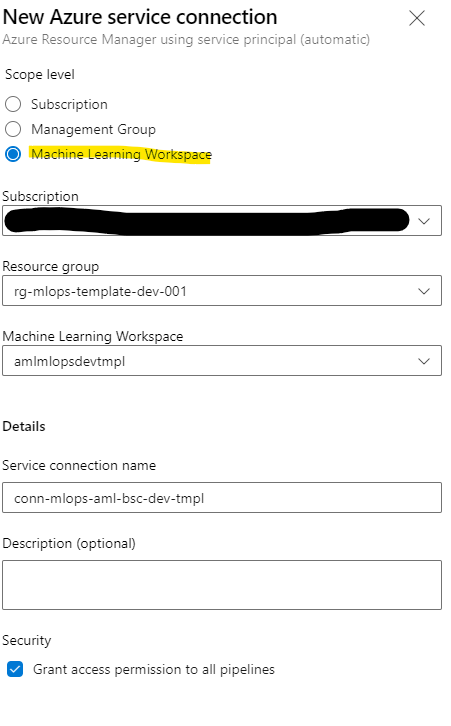 New Azure service connection
Azure Resource Manager using service principal (automatic)
Scope level
Subscription
Management Group
Machine Learning Workspace
Subscription
Resource group
rg-mlops-template-dev-001
Machine Learning Workspace
amlmlopsdevtmpl
Details
Service connection name
conn-mlops-aml-bsc-dev-tmpl
Description (optional)
Security
Grant access permission to all pipelines